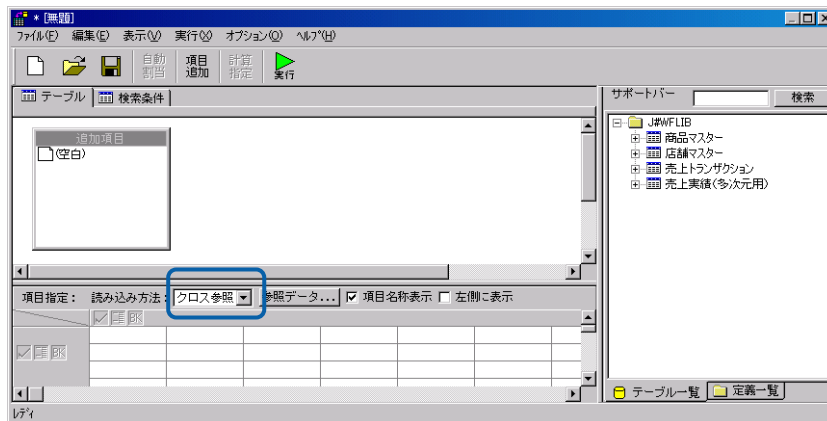 * [無題]
ファイル(F) 編集(E) 表示(V) 実行(X) オプション(O) ヘルプ(H)
自動割当 項目追加 計算指定 実行
テーブル 検索条件
サポートバー 検索
追加項目
(空白)
J#WFLIB
商品マスター
店舗マスター
売上トランザクション
売上実績(多次元用)
項目指定: 読み込み方法: クロス参照 参照データ... 項目名称表示 左側に表示
BK
BK
テーブル一覧 定義一覧
レディ